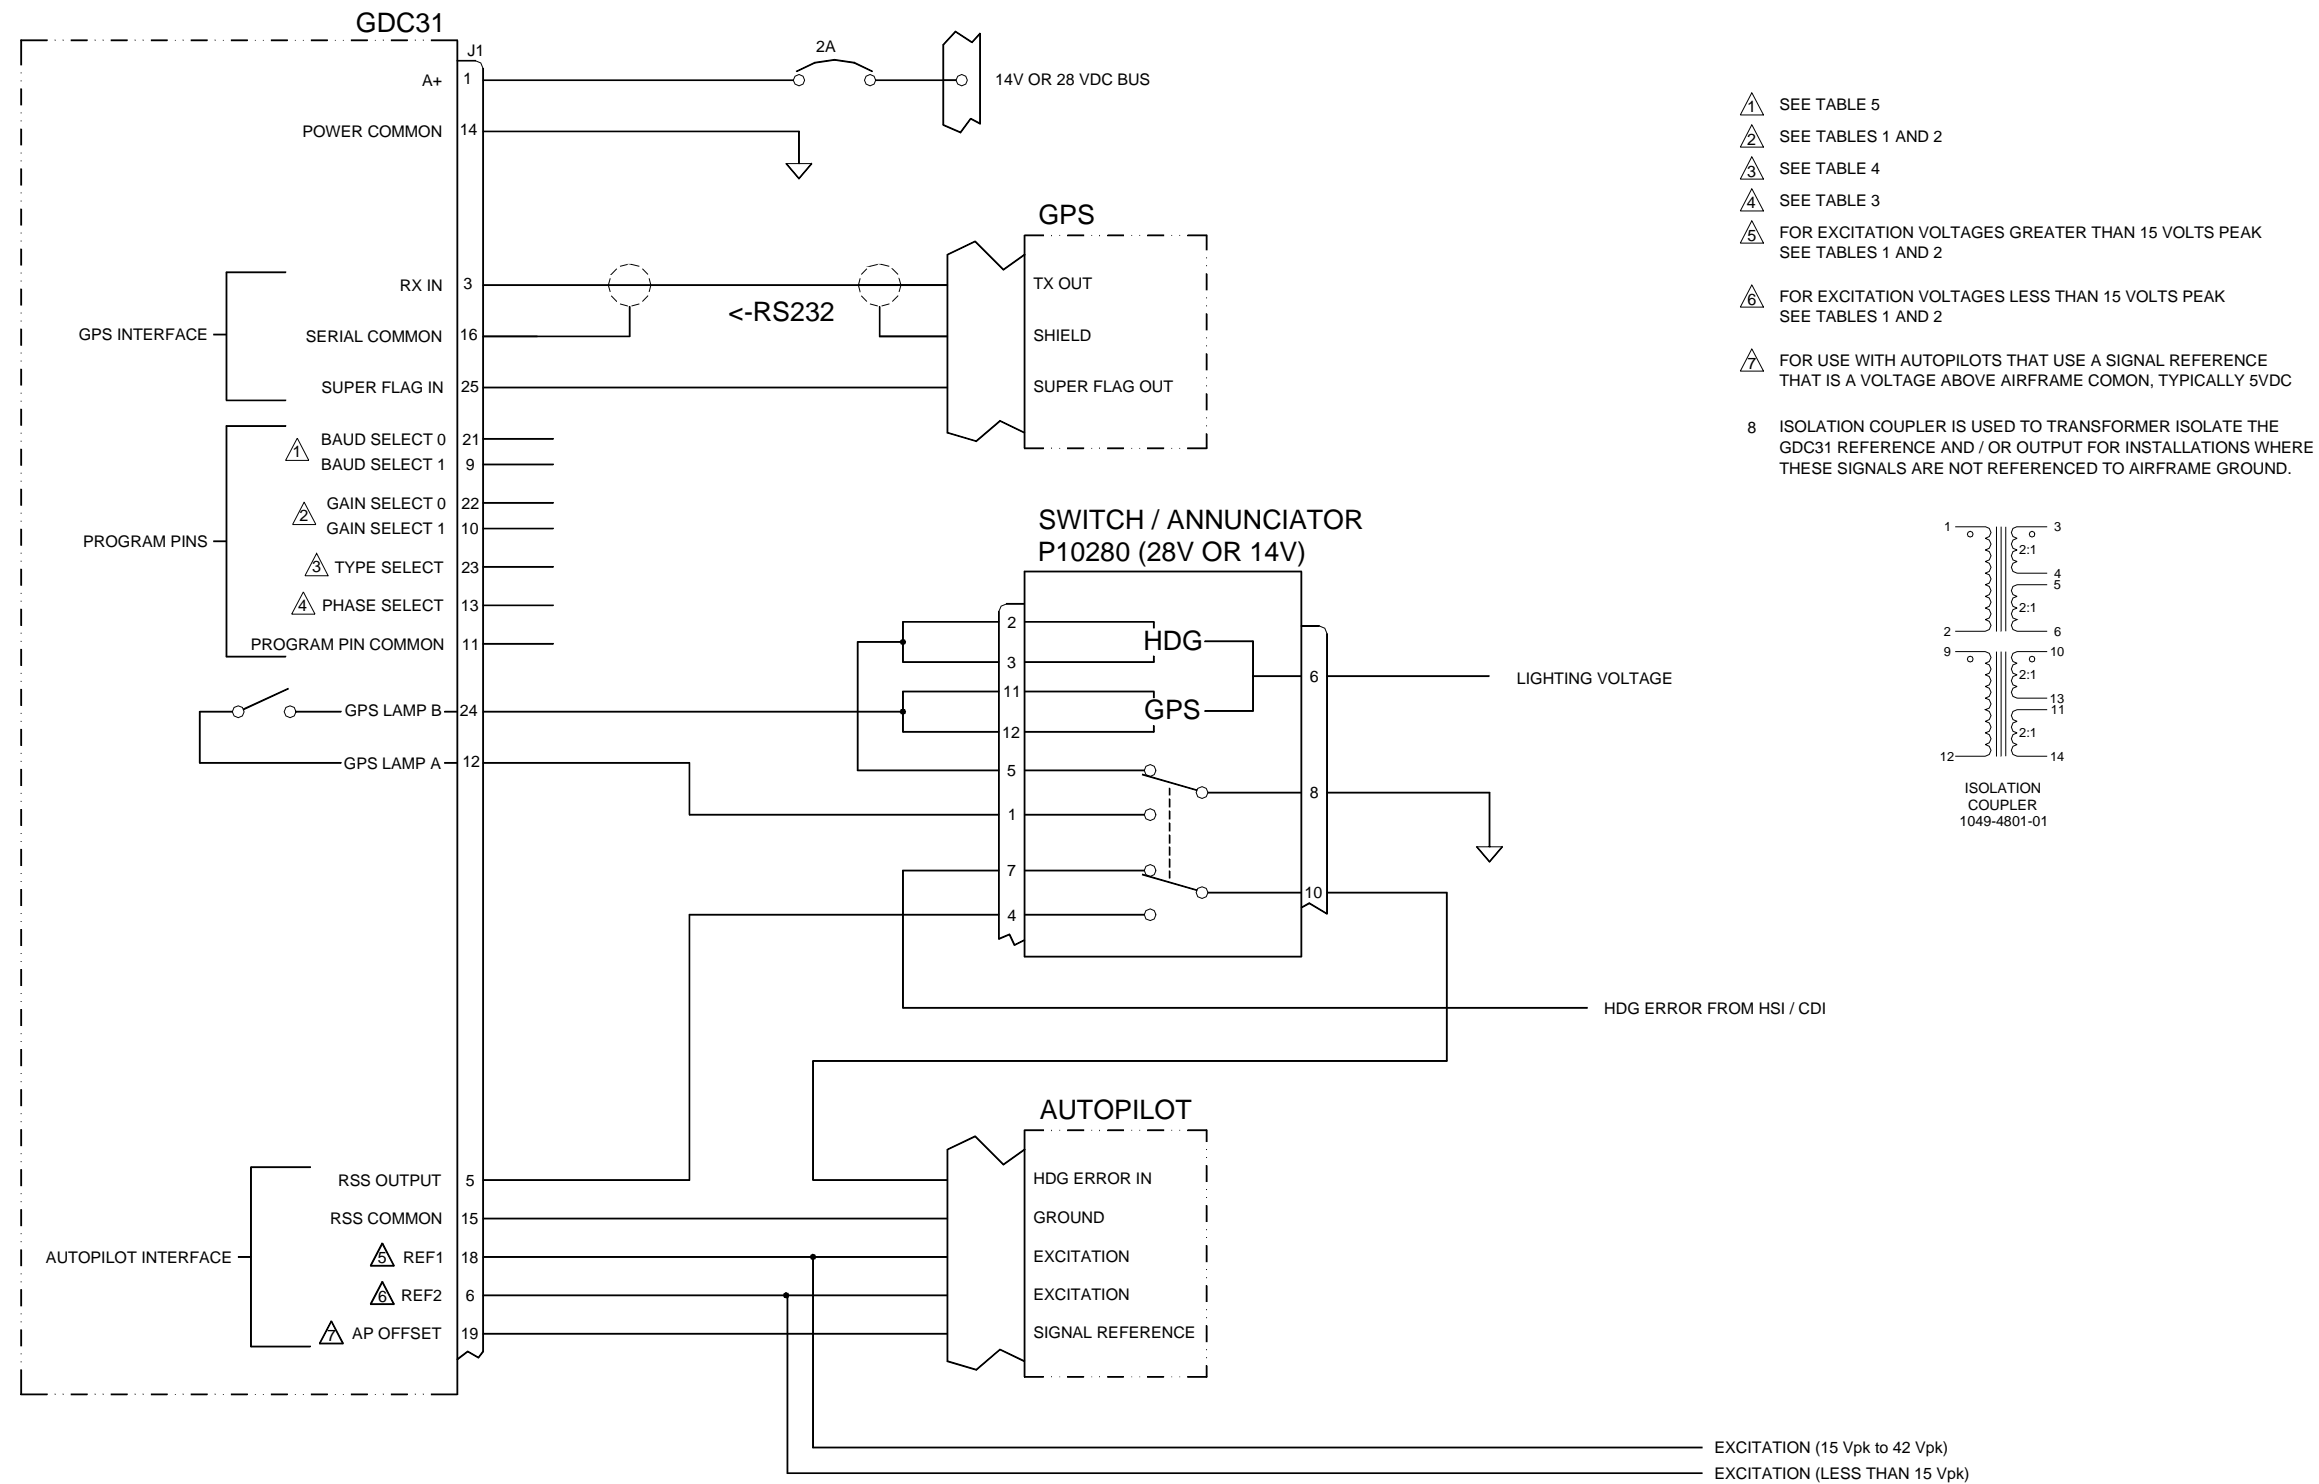 GDC31
J1
A+ 1
2A
14V OR 28 VDC BUS
POWER COMMON 14
GPS INTERFACE
RX IN 3
SERIAL COMMON 16
SUPER FLAG IN 25
<-RS232
GPS
TX OUT
SHIELD
SUPER FLAG OUT
PROGRAM PINS
1 BAUD SELECT 0 21
BAUD SELECT 1 9
2 GAIN SELECT 0 22
GAIN SELECT 1 10
3 TYPE SELECT 23
4 PHASE SELECT 13
PROGRAM PIN COMMON 11
GPS LAMP B 24
GPS LAMP A 12
SWITCH / ANNUNCIATOR
P10280 (28V OR 14V)
2
3
11
12
5
1
7
4
HDG
GPS
6
8
10
LIGHTING VOLTAGE
HDG ERROR FROM HSI / CDI
AUTOPILOT INTERFACE
RSS OUTPUT 5
RSS COMMON 15
5 REF1 18
6 REF2 6
7 AP OFFSET 19
AUTOPILOT
HDG ERROR IN
GROUND
EXCITATION
EXCITATION
SIGNAL REFERENCE
EXCITATION (15 Vpk to 42 Vpk)
EXCITATION (LESS THAN 15 Vpk)
1 SEE TABLE 5
2 SEE TABLES 1 AND 2
3 SEE TABLE 4
4 SEE TABLE 3
5 FOR EXCITATION VOLTAGES GREATER THAN 15 VOLTS PEAK
SEE TABLES 1 AND 2
6 FOR EXCITATION VOLTAGES LESS THAN 15 VOLTS PEAK
SEE TABLES 1 AND 2
7 FOR USE WITH AUTOPILOTS THAT USE A SIGNAL REFERENCE
THAT IS A VOLTAGE ABOVE AIRFRAME COMON, TYPICALLY 5VDC
8 ISOLATION COUPLER IS USED TO TRANSFORMER ISOLATE THE
GDC31 REFERENCE AND / OR OUTPUT FOR INSTALLATIONS WHERE
THESE SIGNALS ARE NOT REFERENCED TO AIRFRAME GROUND.
1 3
2:1
4
5
2:1
2 6
9 10
2:1
13
11
2:1
12 14
ISOLATION
COUPLER
1049-4801-01